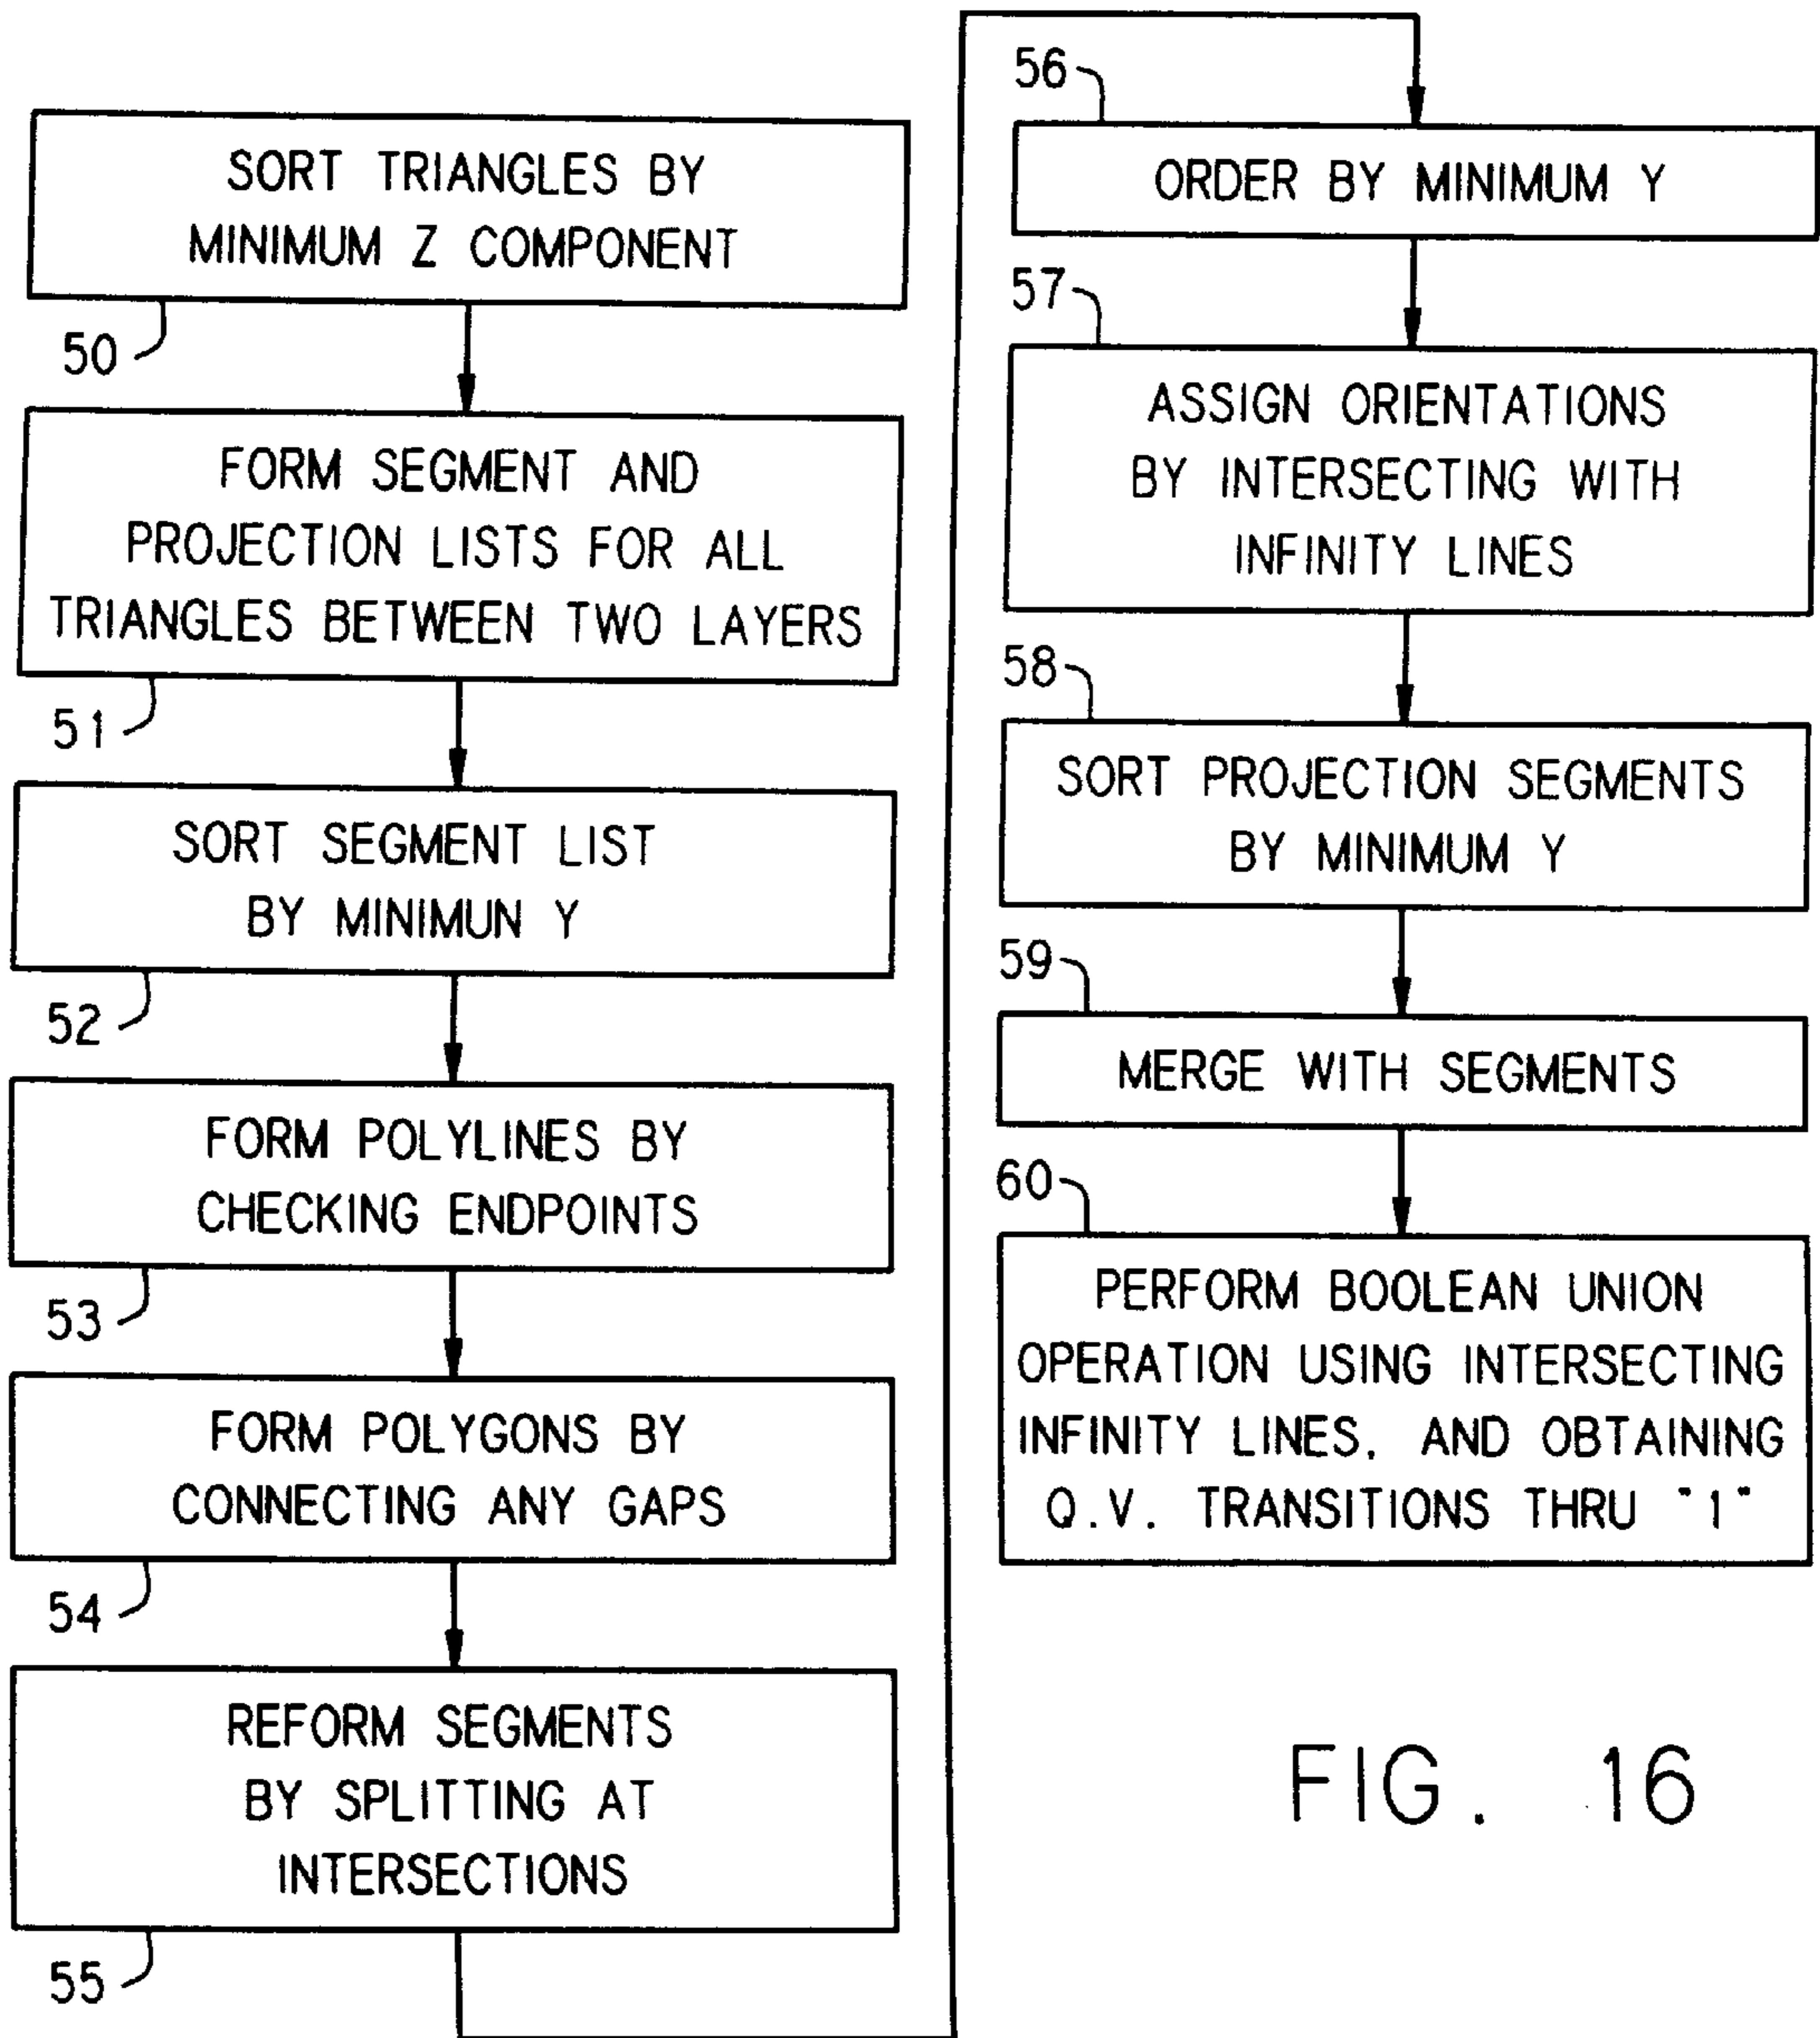 SORT TRIANGLES BY
MINIMUM Z COMPONENT
50
FORM SEGMENT AND
PROJECTION LISTS FOR ALL
TRIANGLES BETWEEN TWO LAYERS
51
SORT SEGMENT LIST
BY MINIMUN Y
52
FORM POLYLINES BY
CHECKING ENDPOINTS
53
FORM POLYGONS BY
CONNECTING ANY GAPS
54
REFORM SEGMENTS
BY SPLITTING AT
INTERSECTIONS
55
56
ORDER BY MINIMUM Y
57
ASSIGN ORIENTATIONS
BY INTERSECTING WITH
INFINITY LINES
58
SORT PROJECTION SEGMENTS
BY MINIMUM Y
59
MERGE WITH SEGMENTS
60
PERFORM BOOLEAN UNION
OPERATION USING INTERSECTING
INFINITY LINES. AND OBTAINING
Q.V. TRANSITIONS THRU "1"
FIG. 16